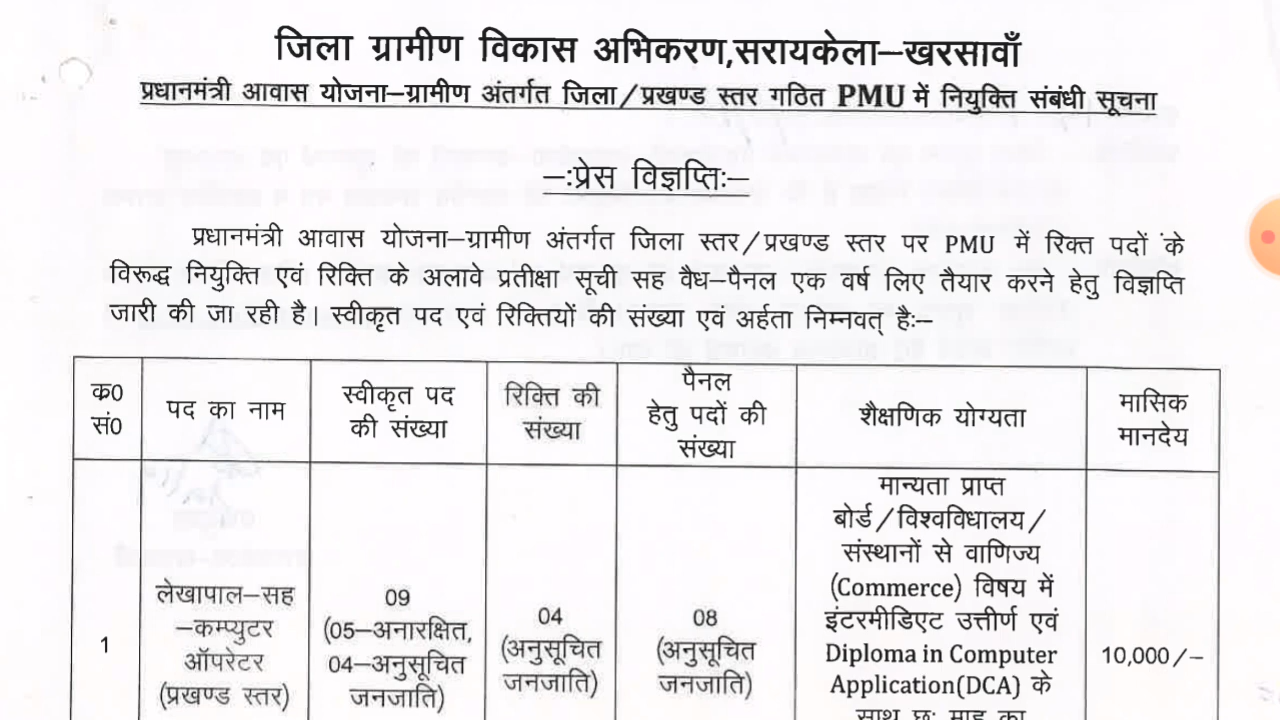 जिला ग्रामीण विकास अभिकरण,सरायकेला–खरसावाँ
प्रधानमंत्री आवास योजना–ग्रामीण अंतर्गत जिला/प्रखण्ड स्तर गठित PMU में नियुक्ति संबंधी सूचना
–:प्रेस विज्ञप्तिः–
प्रधानमंत्री आवास योजना–ग्रामीण अंतर्गत जिला स्तर/प्रखण्ड स्तर पर PMU में रिक्त पदों के
विरूद्ध नियुक्ति एवं रिक्ति के अलावे प्रतीक्षा सूची सह वैध–पैनल एक वर्ष लिए तैयार करने हेतु विज्ञप्ति
जारी की जा रही है। स्वीकृत पद एवं रिक्तियों की संख्या एवं अर्हता निम्नवत् है:–
क0
सं0
पद का नाम
स्वीकृत पद
की संख्या
रिक्ति की
संख्या
पैनल
हेतु पदों की
संख्या
शैक्षणिक योग्यता
मासिक
मानदेय
1
लेखापाल–सह
–कम्प्युटर
ऑपरेटर
(प्रखण्ड स्तर)
09
(05–अनारक्षित,
04–अनुसूचित
जनजाति)
04
(अनुसूचित
जनजाति)
08
(अनुसूचित
जनजाति)
मान्यता प्राप्त
बोर्ड/विश्वविधालय/
संस्थानों से वाणिज्य
(Commerce) विषय में
इंटरमीडिएट उत्तीर्ण एवं
Diploma in Computer
Application(DCA) के
साथ छः माह का
10,000/–